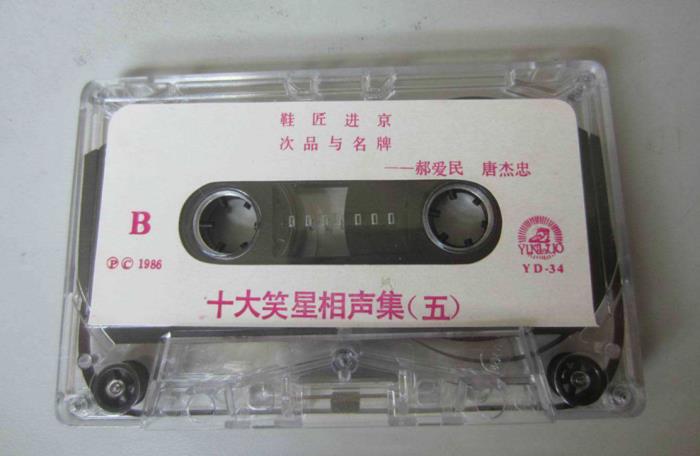 鞋匠进京
次品与名牌
——郝爱民 唐杰忠
B
Ⓟ Ⓒ 1986
YD-34
十大笑星相声集(五)